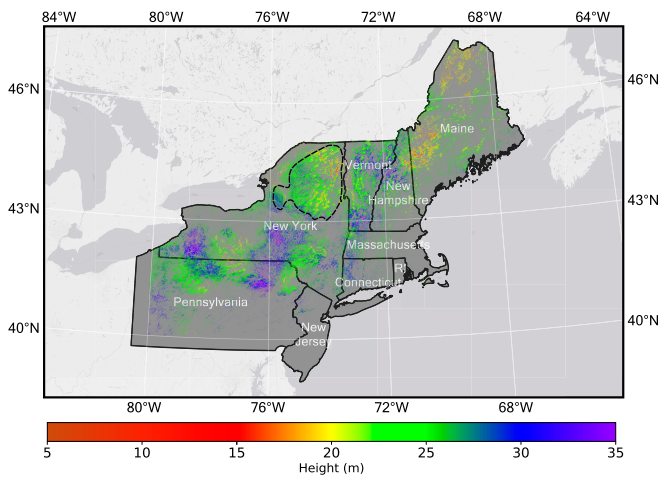 84°W 80°W 76°W 72°W 68°W 64°W
46°N 46°N
Maine
Vermont
New
Hampshire
43°N 43°N
New York
Massachusetts
RI
Connecticut
Pennsylvania
40°N 40°N
New
Jersey
80°W 76°W 72°W 68°W
5 10 15 20 25 30 35
Height (m)